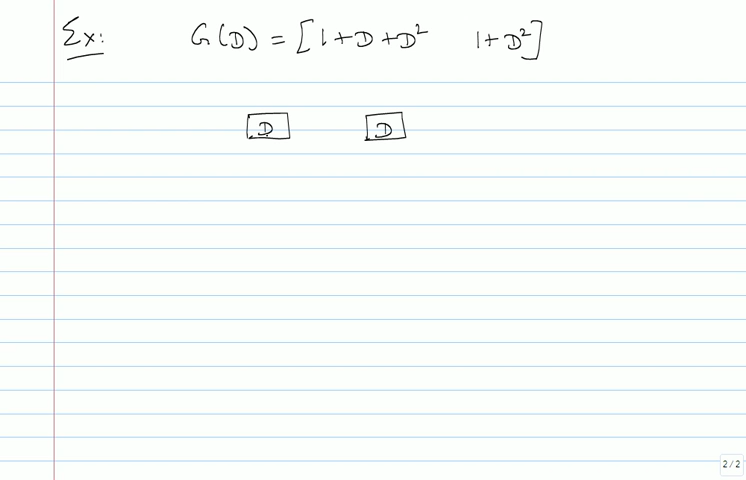 Ex: G(D) = [1+D+D² 1+D²]
D D
2/2